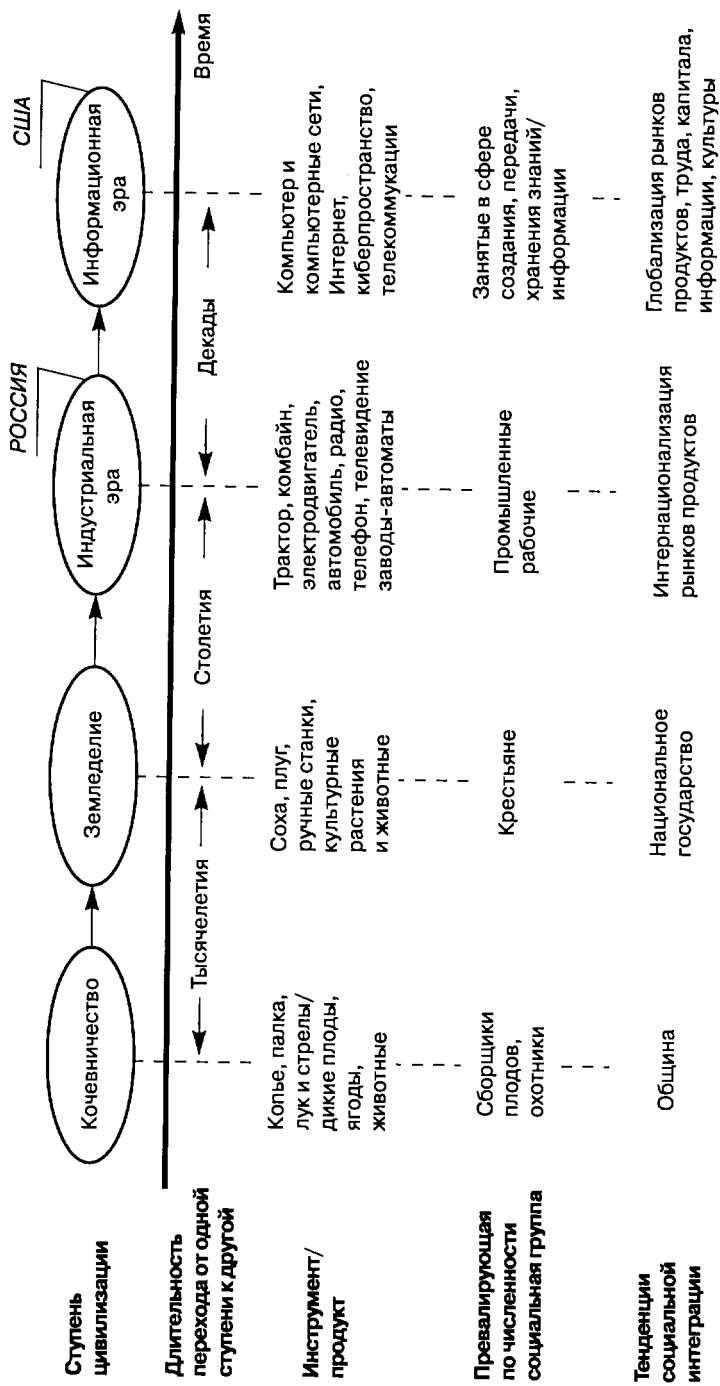 РОССИЯ
США
Ступень
цивилизации
Кочевничество
Земледелие
Индустриальная
эра
Информационная
эра
Время
Длительность
перехода от одной
ступени к другой
Тысячелетия
Столетия
Декады
Инструмент/
продукт
Копье, палка,
лук и стрелы/
дикие плоды,
ягоды,
животные
Соха, плуг,
ручные станки,
культурные
растения
и животные
Трактор, комбайн,
электродвигатель,
автомобиль, радио,
телефон, телевидение
заводы-автоматы
Компьютер и
компьютерные сети,
Интернет,
киберпространство,
телекоммукации
Превалирующая
по численности
социальная группа
Сборщики
плодов,
охотники
Крестьяне
Промышленные
рабочие
Занятые в сфере
создания, передачи,
хранения знаний/
информации
Тенденции
социальной
интеграции
Община
Национальное
государство
Интернационализация
рынков продуктов
Глобализация рынков
продуктов, труда, капитала,
информации, культуры